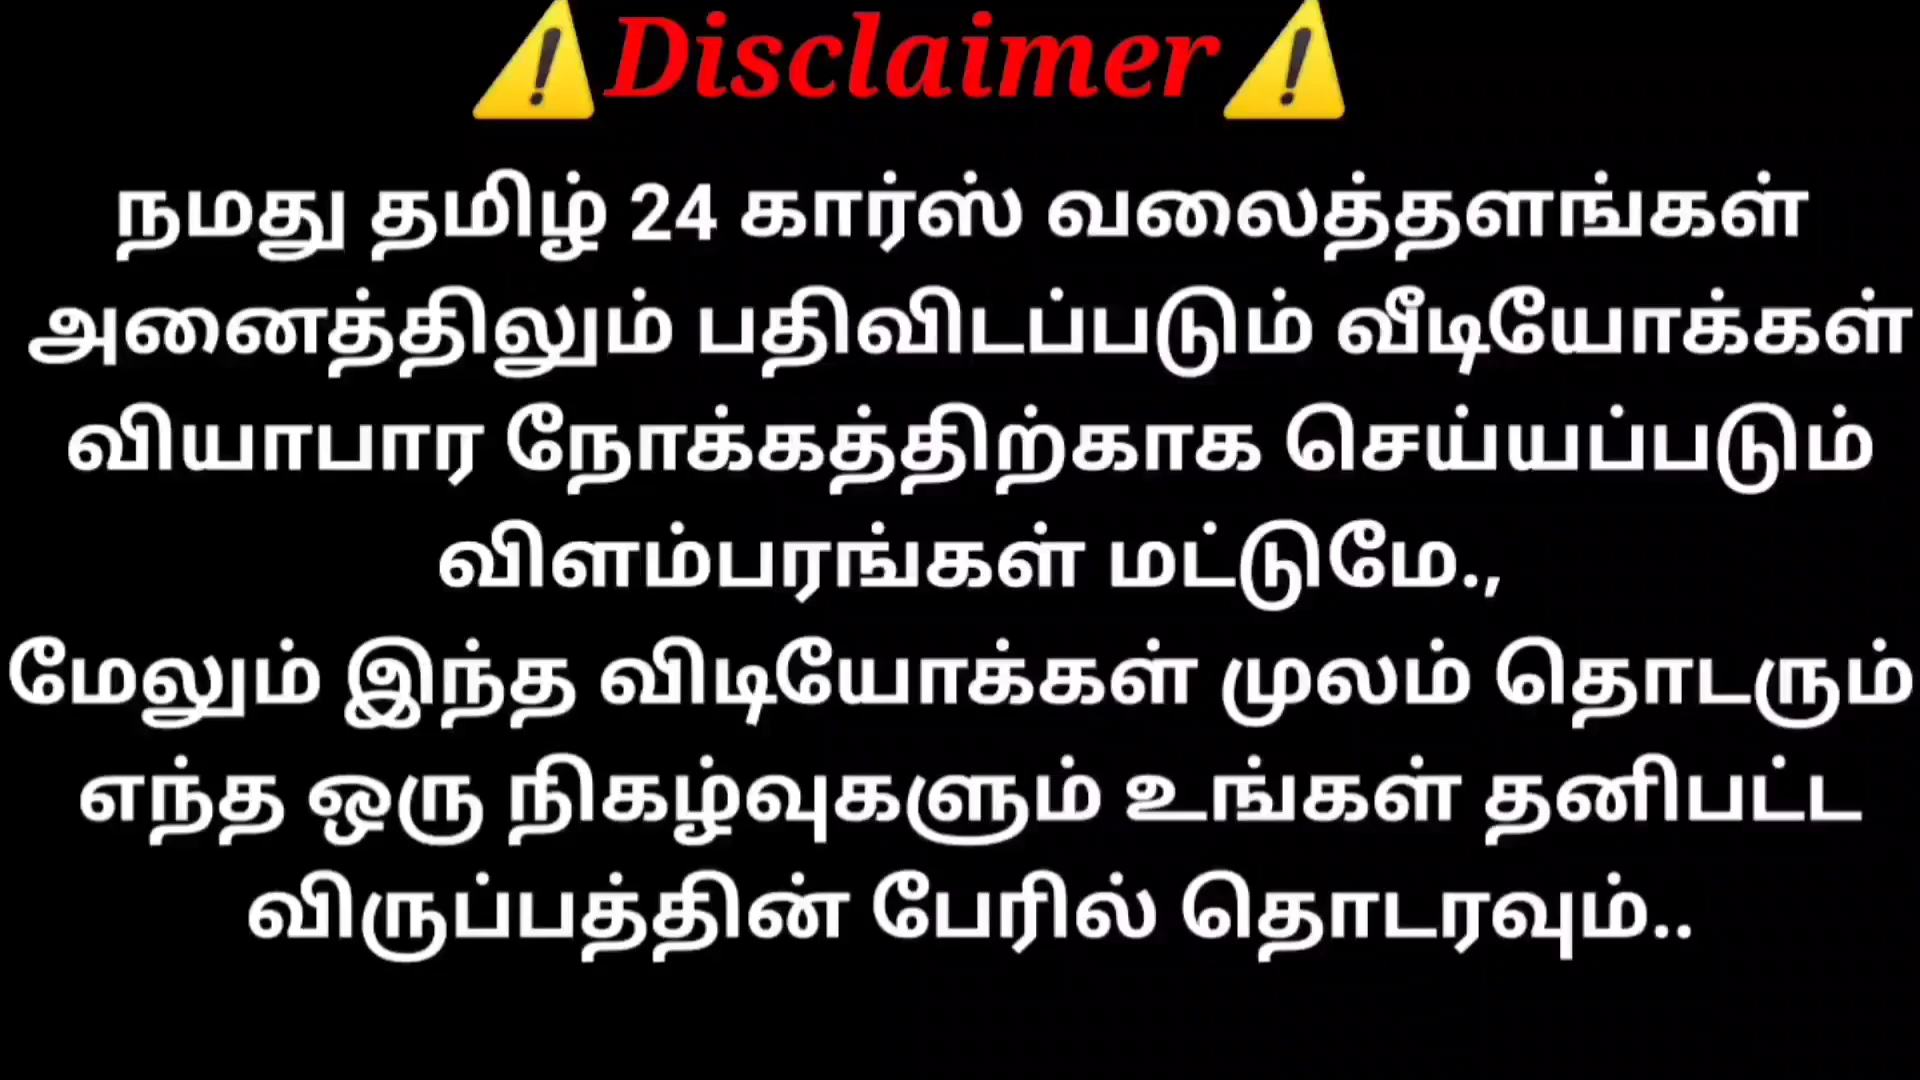 ⚠️Disclaimer⚠️
நமது தமிழ் 24 கார்ஸ் வலைத்தளங்கள்
அனைத்திலும் பதிவிடப்படும் வீடியோக்கள்
வியாபார நோக்கத்திற்காக செய்யப்படும்
விளம்பரங்கள் மட்டுமே.,
மேலும் இந்த விடியோக்கள் முலம் தொடரும்
எந்த ஒரு நிகழ்வுகளும் உங்கள் தனிபட்ட
விருப்பத்தின் பேரில் தொடரவும்..